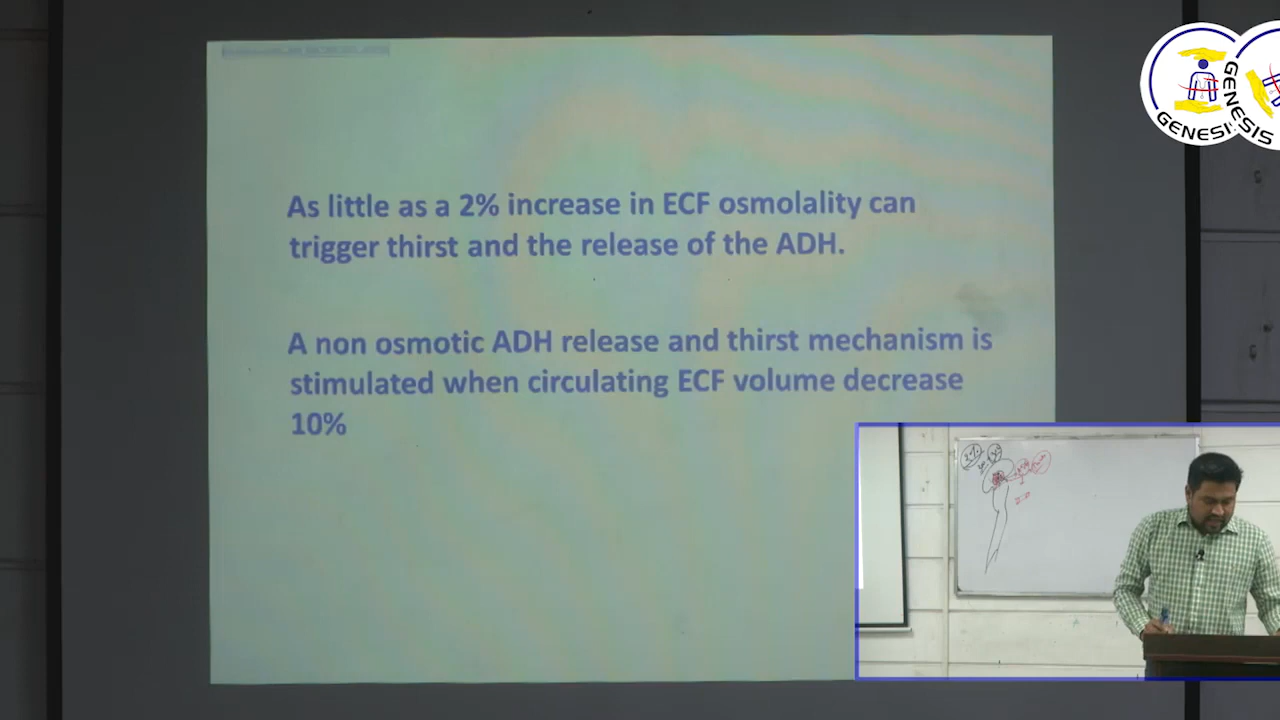 As little as a 2% increase in ECF osmolality can
trigger thirst and the release of the ADH.
A non osmotic ADH release and thirst mechanism is
stimulated when circulating ECF volume decrease
10%
GENESIS
GENESIS